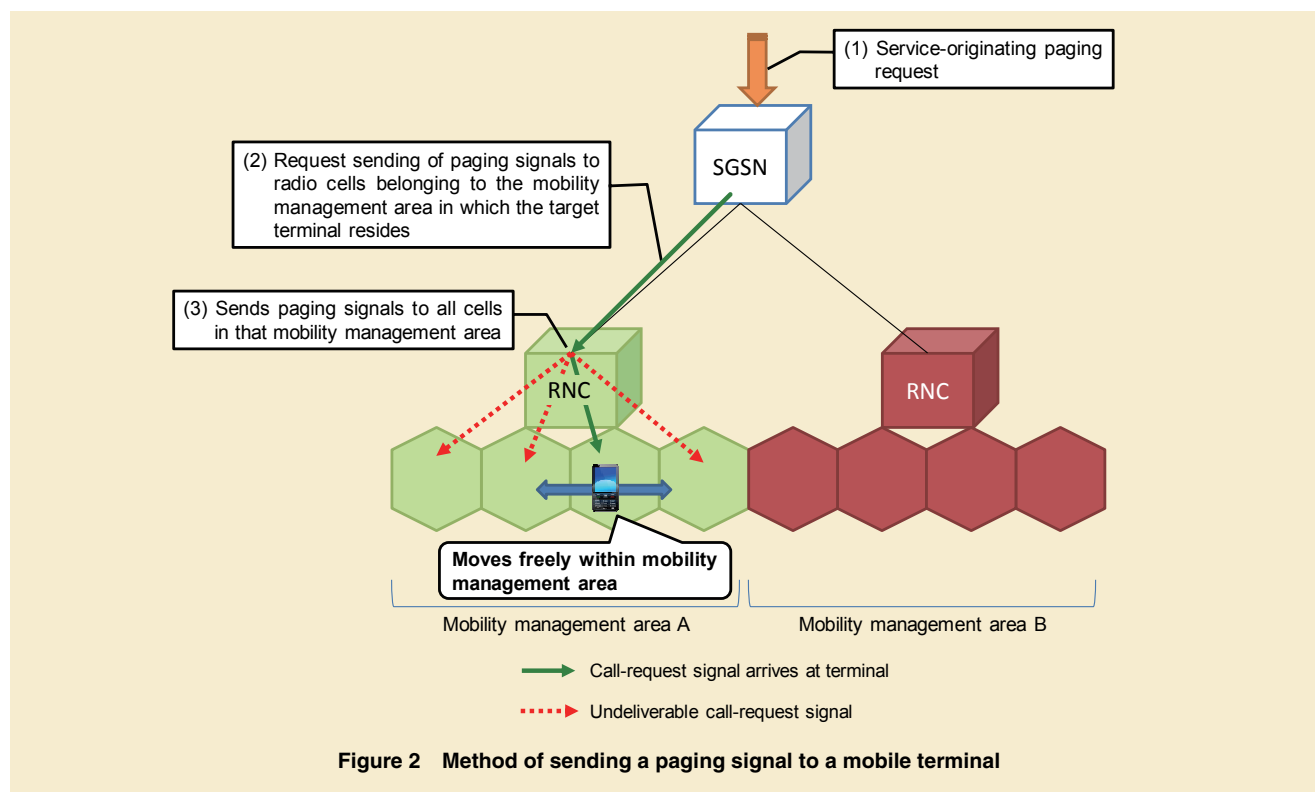 (1) Service-originating paging
request
SGSN
(2) Request sending of paging signals to
radio cells belonging to the mobility
management area in which the target
terminal resides
(3) Sends paging signals to all cells
in that mobility management area
RNC
RNC
Moves freely within mobility
management area
Mobility management area A
Mobility management area B
Call-request signal arrives at terminal
Undeliverable call-request signal
Figure 2 Method of sending a paging signal to a mobile terminal